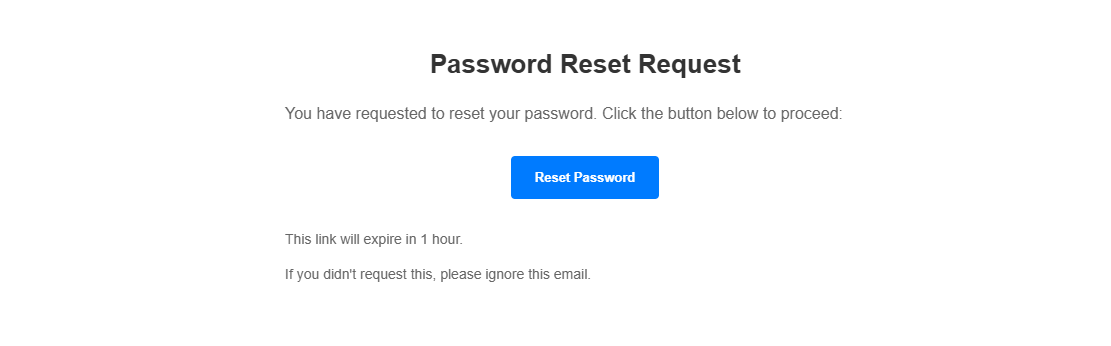 Password Reset Request
You have requested to reset your password. Click the button below to proceed:
Reset Password
This link will expire in 1 hour.
If you didn't request this, please ignore this email.